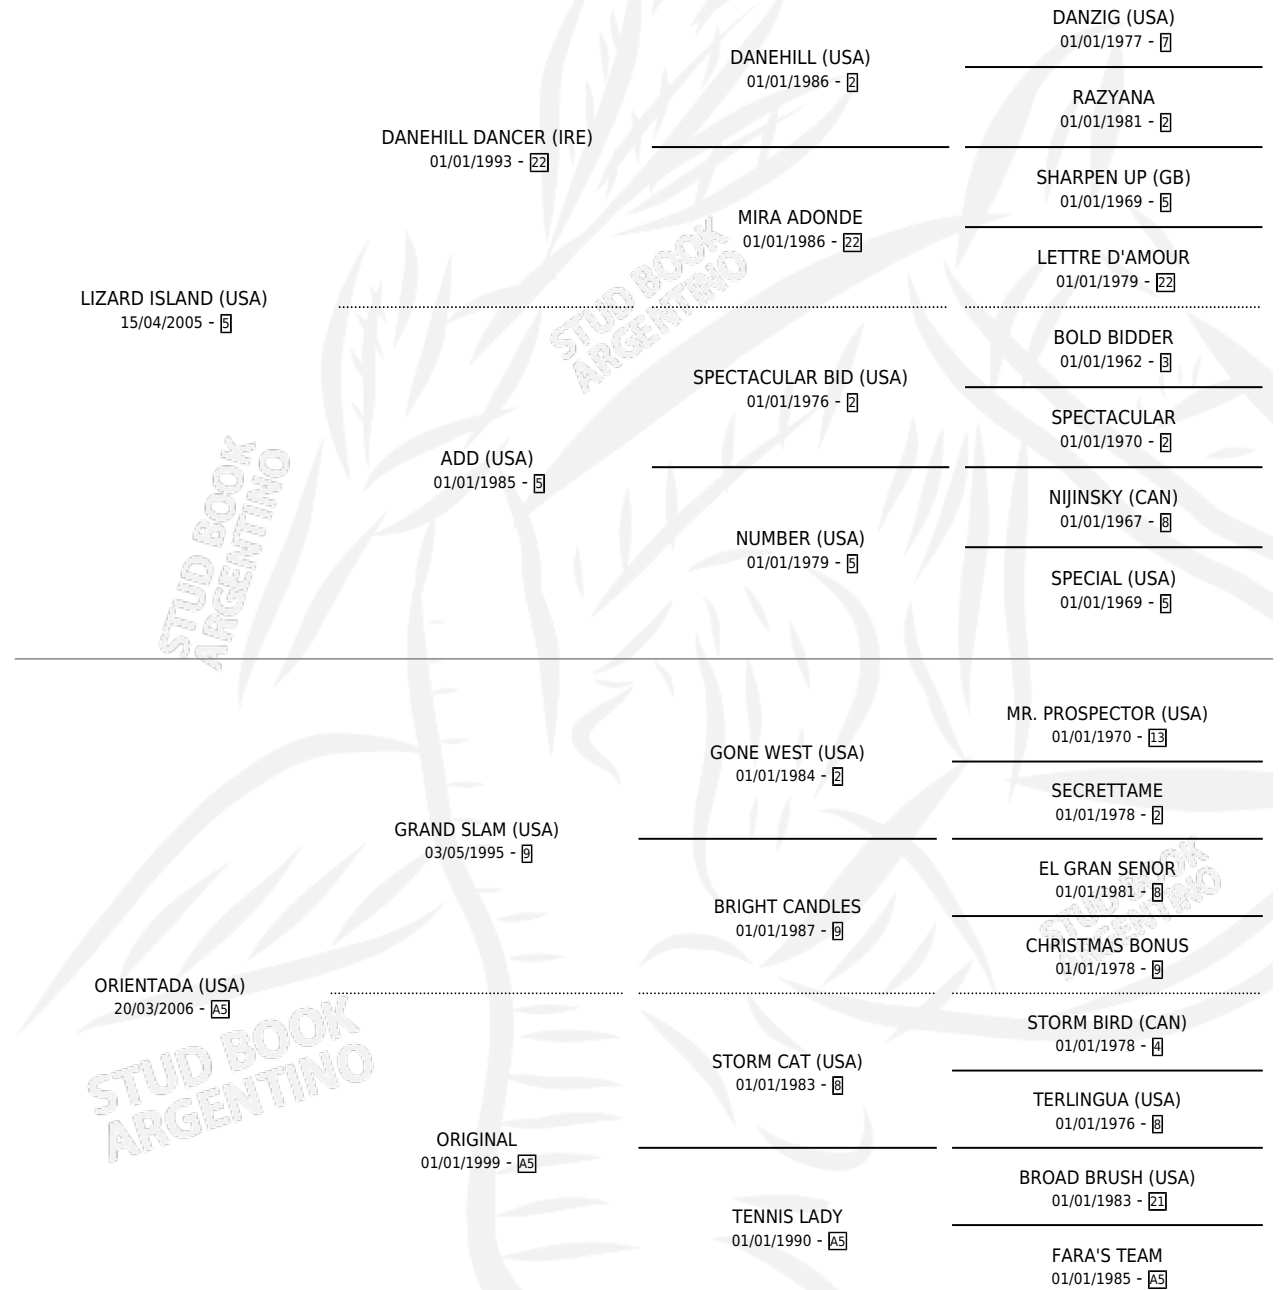 DANZIG (USA)
01/01/1977 - 7
DANEHILL (USA)
01/01/1986 - 2
RAZYANA
01/01/1981 - 2
DANEHILL DANCER (IRE)
01/01/1993 - 22
SHARPEN UP (GB)
01/01/1969 - 5
MIRA ADONDE
01/01/1986 - 22
LETTRE D'AMOUR
01/01/1979 - 22
LIZARD ISLAND (USA)
15/04/2005 - 5
BOLD BIDDER
01/01/1962 - 3
SPECTACULAR BID (USA)
01/01/1976 - 2
SPECTACULAR
01/01/1970 - 2
ADD (USA)
01/01/1985 - 5
NIJINSKY (CAN)
01/01/1967 - 8
NUMBER (USA)
01/01/1979 - 5
SPECIAL (USA)
01/01/1969 - 5
MR. PROSPECTOR (USA)
01/01/1970 - 13
GONE WEST (USA)
01/01/1984 - 2
SECRETTAME
01/01/1978 - 2
GRAND SLAM (USA)
03/05/1995 - 9
EL GRAN SENOR
01/01/1981 - 8
BRIGHT CANDLES
01/01/1987 - 9
CHRISTMAS BONUS
01/01/1978 - 9
ORIENTADA (USA)
20/03/2006 - A5
STORM BIRD (CAN)
01/01/1978 - 4
STORM CAT (USA)
01/01/1983 - 8
TERLINGUA (USA)
01/01/1976 - 8
ORIGINAL
01/01/1999 - A5
BROAD BRUSH (USA)
01/01/1983 - 21
TENNIS LADY
01/01/1990 - A5
FARA'S TEAM
01/01/1985 - A5
STUD BOOK
ARGENTINO
STUD BOOK
ARGENTINO
STUD BOOK
ARGENTINO
STUD BOOK
ARGENTINO